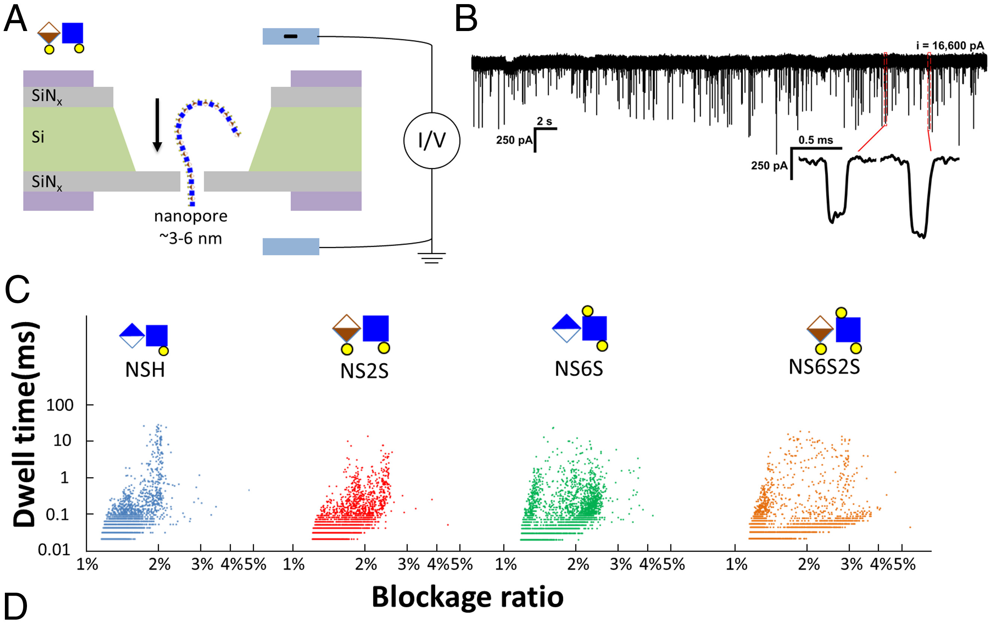 A
B
i = 16,600 pA
SiNx
2 s
250 pA
Si
I/V
0.5 ms
250 pA
SiNx
nanopore
~3-6 nm
C
Dwell time(ms)
NSH
NS2S
NS6S
NS6S2S
100
10
1
0.1
0.01
1% 2% 3% 4% 5% 1% 2% 3% 4% 5% 1% 2% 3% 4% 5% 1% 2% 3% 4% 5%
Blockage ratio
D